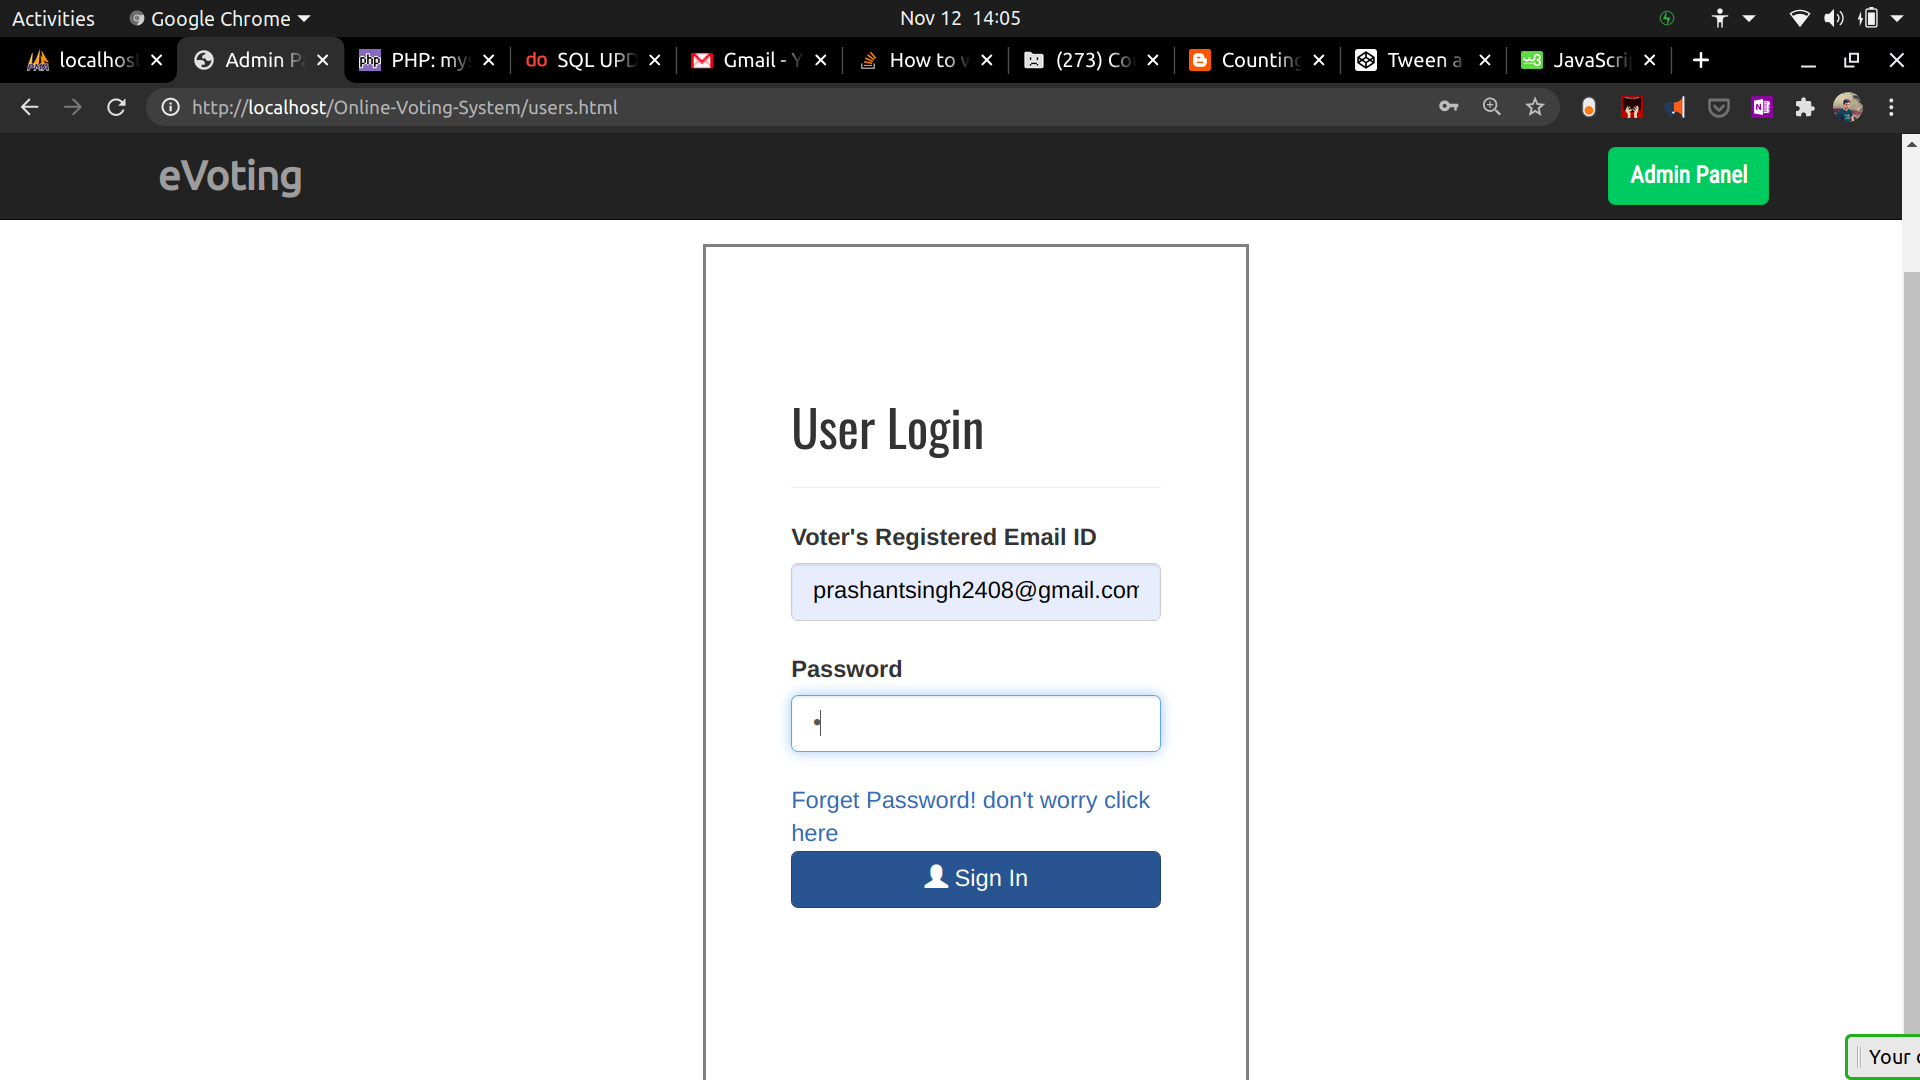 Activities
Google Chrome
Nov 12 14:05
localhos
Admin P
PHP: my
do SQL UPD
Gmail - Y
How to v
(273) Co
Counting
Tween a
JavaScri
http://localhost/Online-Voting-System/users.html
eVoting
Admin Panel
User Login
Voter's Registered Email ID
prashantsingh2408@gmail.com
Password
Forget Password! don't worry click
here
Sign In
Your